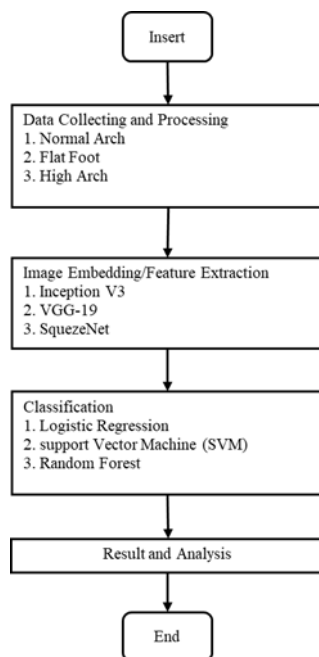 Insert
Data Collecting and Processing
1. Normal Arch
2. Flat Foot
3. High Arch
Image Embedding/Feature Extraction
1. Inception V3
2. VGG-19
3. SquezeNet
Classification
1. Logistic Regression
2. support Vector Machine (SVM)
3. Random Forest
Result and Analysis
End